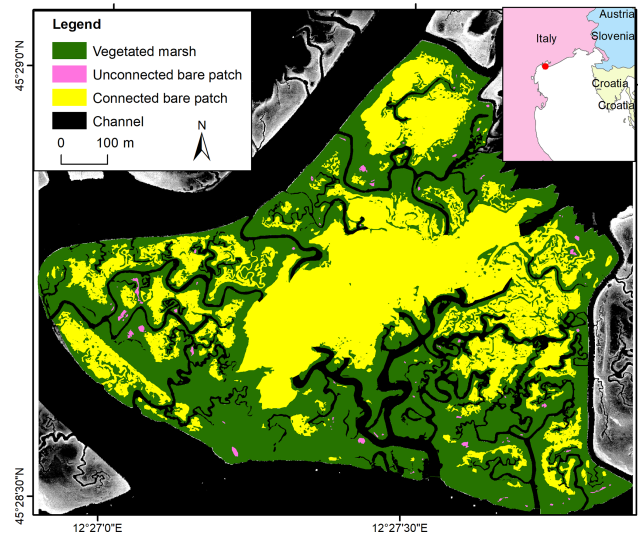 Legend
Vegetated marsh
Unconnected bare patch
Connected bare patch
Channel
0 100 m
N
Austria
Italy
Slovenia
Croatia
Croatia
45°29'0"N
45°28'30"N
12°27'0"E
12°27'30"E